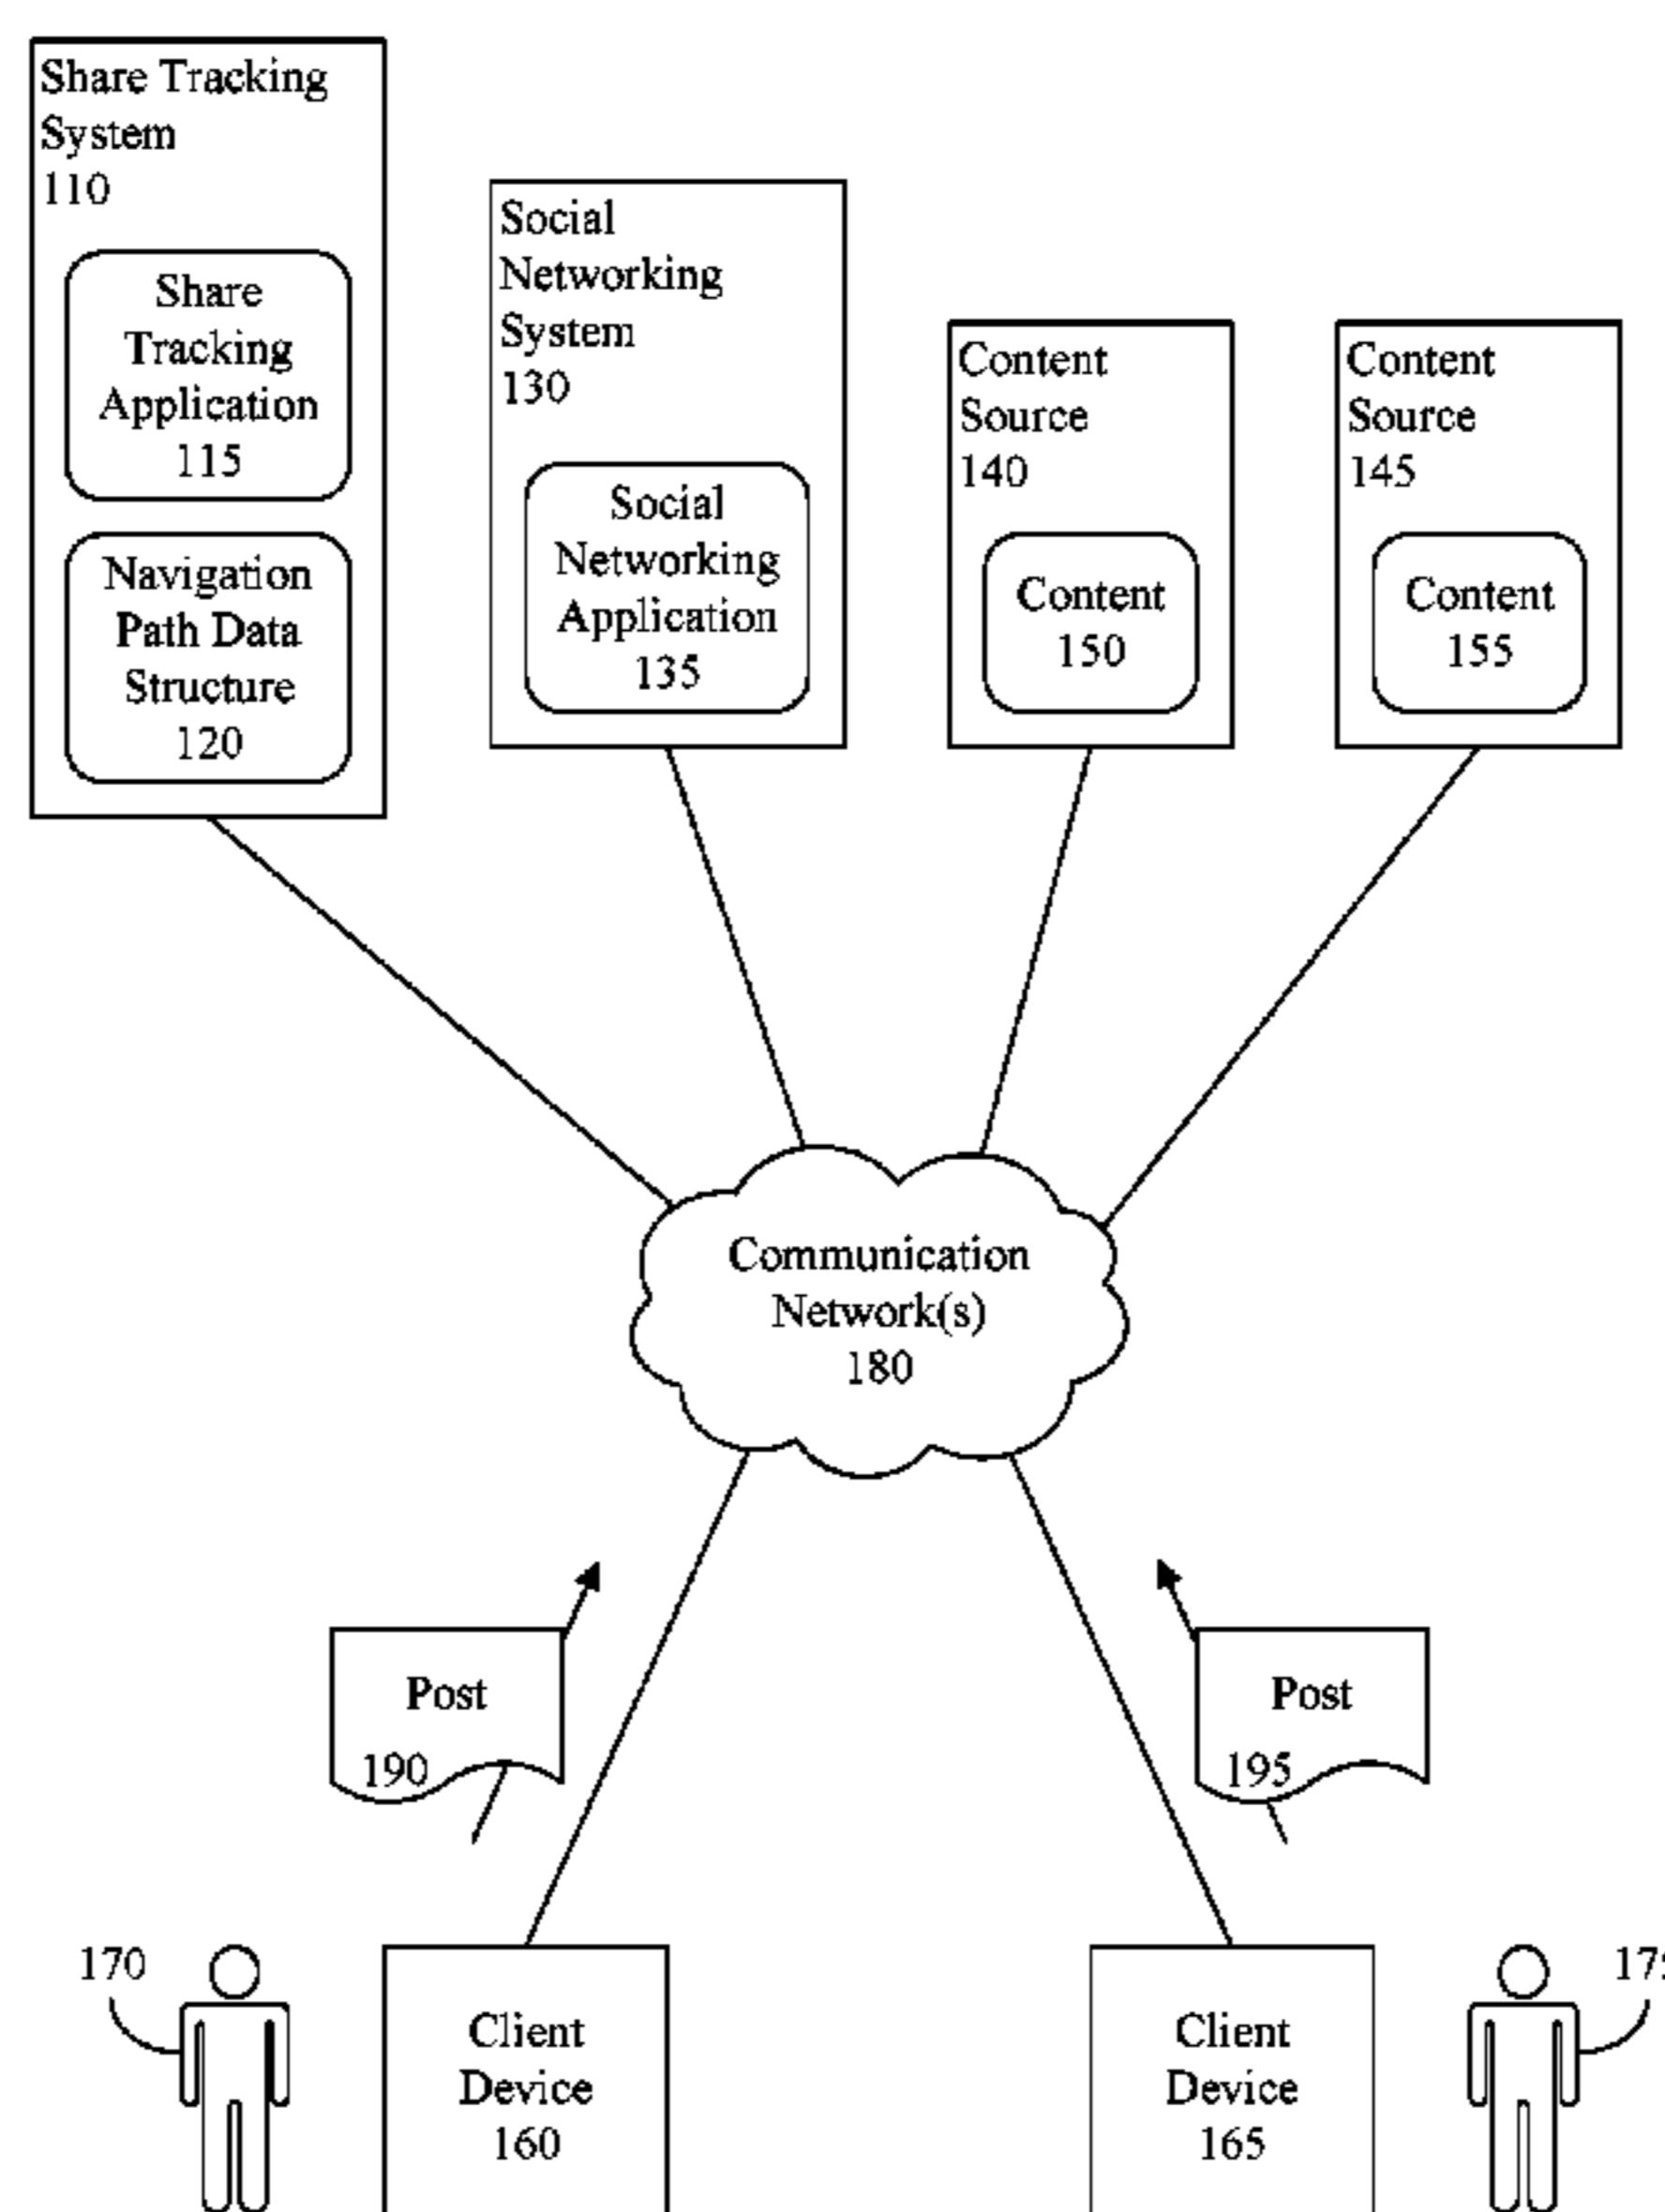 Share Tracking
System
110
Share
Tracking
Application
115
Navigation
Path Data
Structure
120
Social
Networking
System
130
Social
Networking
Application
135
Content
Source
140
Content
150
Content
Source
145
Content
155
Communication
Network(s)
180
Post
190
Post
195
170
Client
Device
160
Client
Device
165